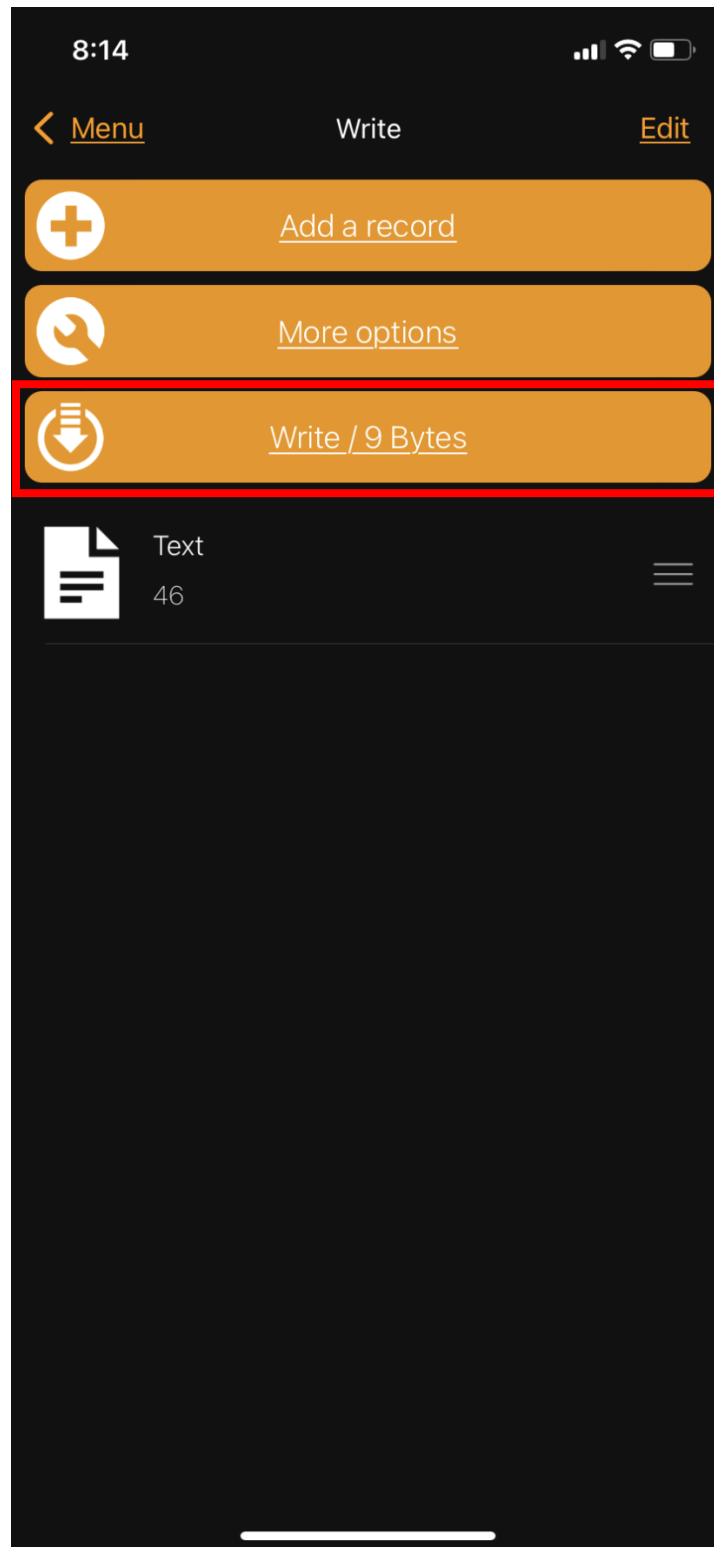 8:14
Menu
Write
Edit
Add a record
More options
Write / 9 Bytes
Text
46